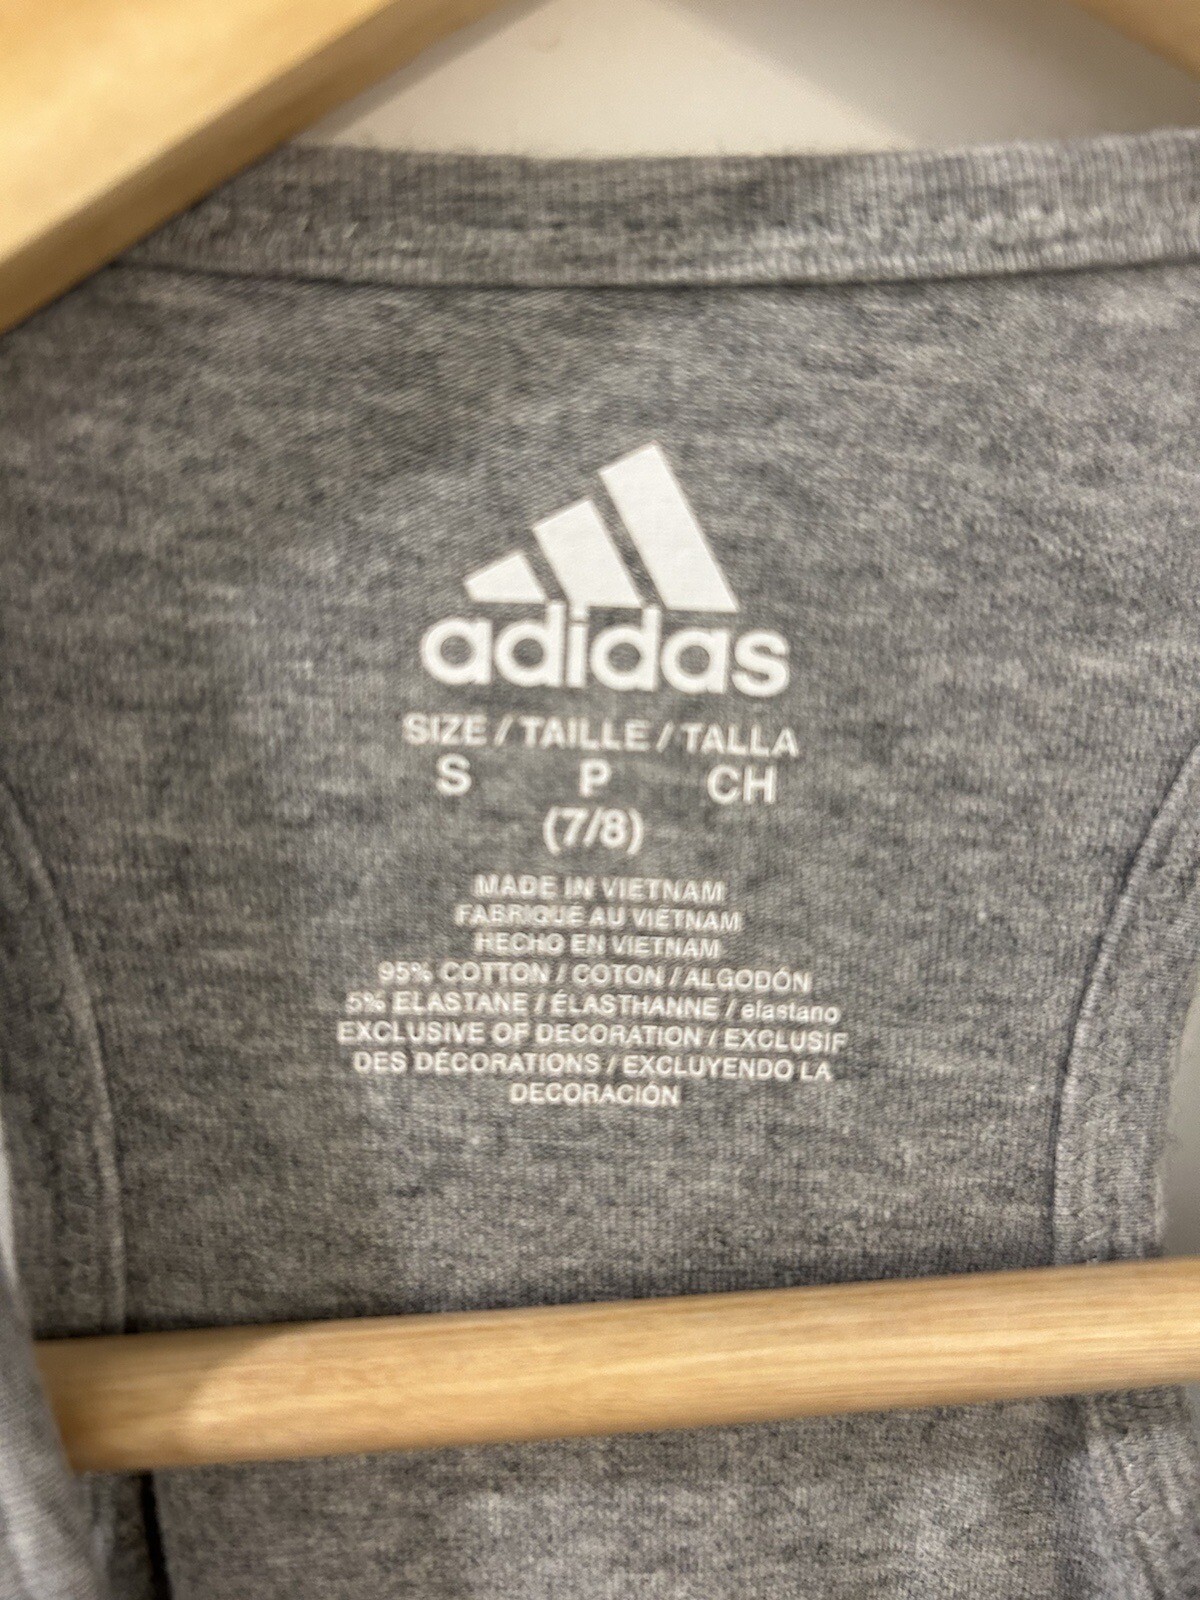 adidas
SIZE / TAILLE / TALLA
S P CH
(7/8)
MADE IN VIETNAM
FABRIQUÉ AU VIETNAM
HECHO EN VIETNAM
95% COTTON / COTON / ALGODÓN
5% ELASTANE / ÉLASTHANNE / elastano
EXCLUSIVE OF DECORATION / EXCLUSIF
DES DÉCORATIONS / EXCLUYENDO LA
DECORACIÓN